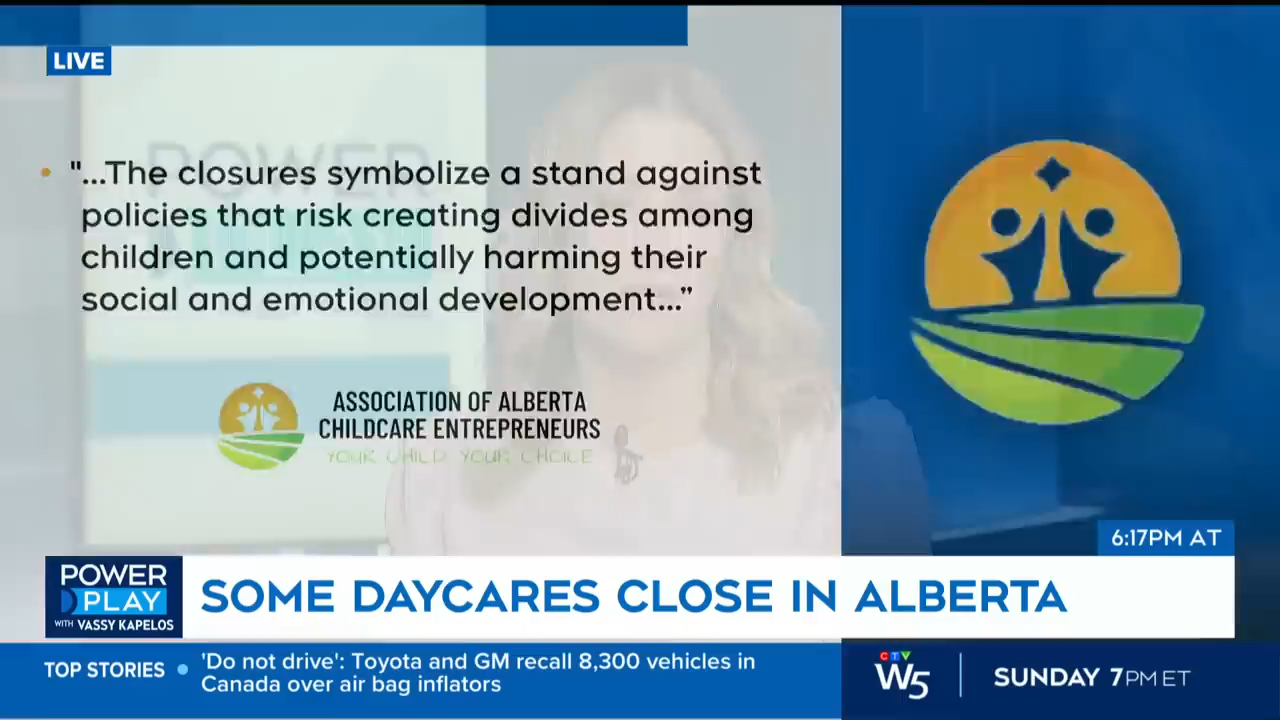 LIVE
POWER
• "...The closures symbolize a stand against
policies that risk creating divides among
children and potentially harming their
social and emotional development..."
ASSOCIATION OF ALBERTA
CHILDCARE ENTREPRENEURS
YOUR CHILD YOUR CHOICE
6:17PM AT
POWER
PLAY
WITH VASSY KAPELOS
SOME DAYCARES CLOSE IN ALBERTA
TOP STORIES • 'Do not drive': Toyota and GM recall 8,300 vehicles in
Canada over air bag inflators
CTV
W5
SUNDAY 7PM ET